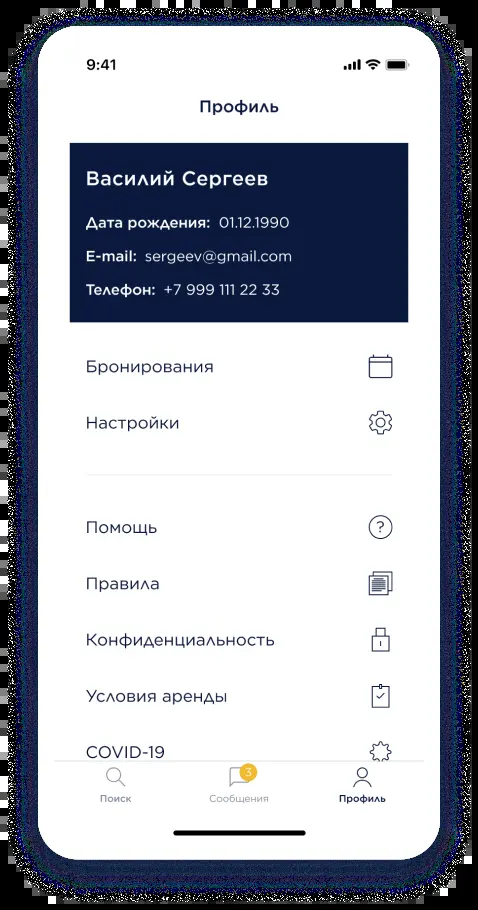 9:41
Профиль
Василий Сергеев
Дата рождения: 01.12.1990
E-mail: sergeev@gmail.com
Телефон: +7 999 111 22 33
Бронирования
Настройки
Помощь
?
Правила
Конфиденциальность
Условия аренды
COVID-19
3
Поиск
Сообщения
Профиль